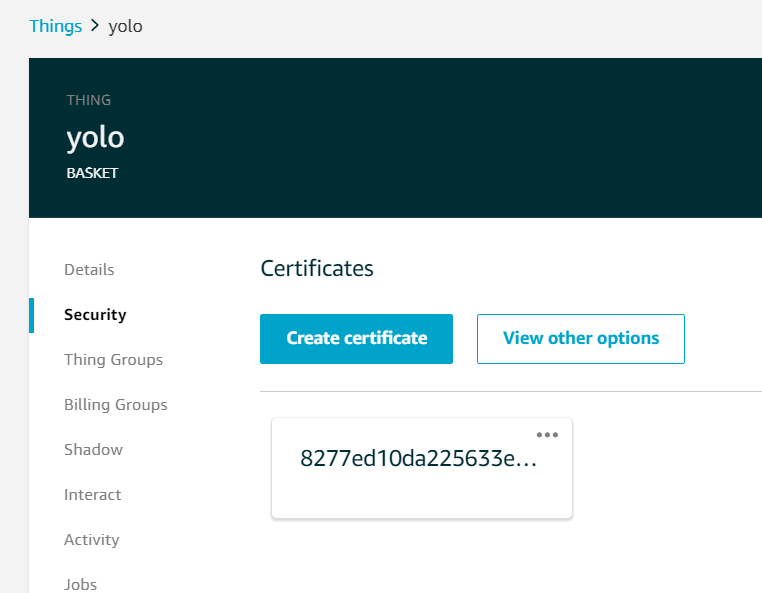 Things > yolo
THING
yolo
BASKET
Details
Security
Thing Groups
Billing Groups
Shadow
Interact
Activity
Jobs
Certificates
Create certificate
View other options
8277ed10da225633e...